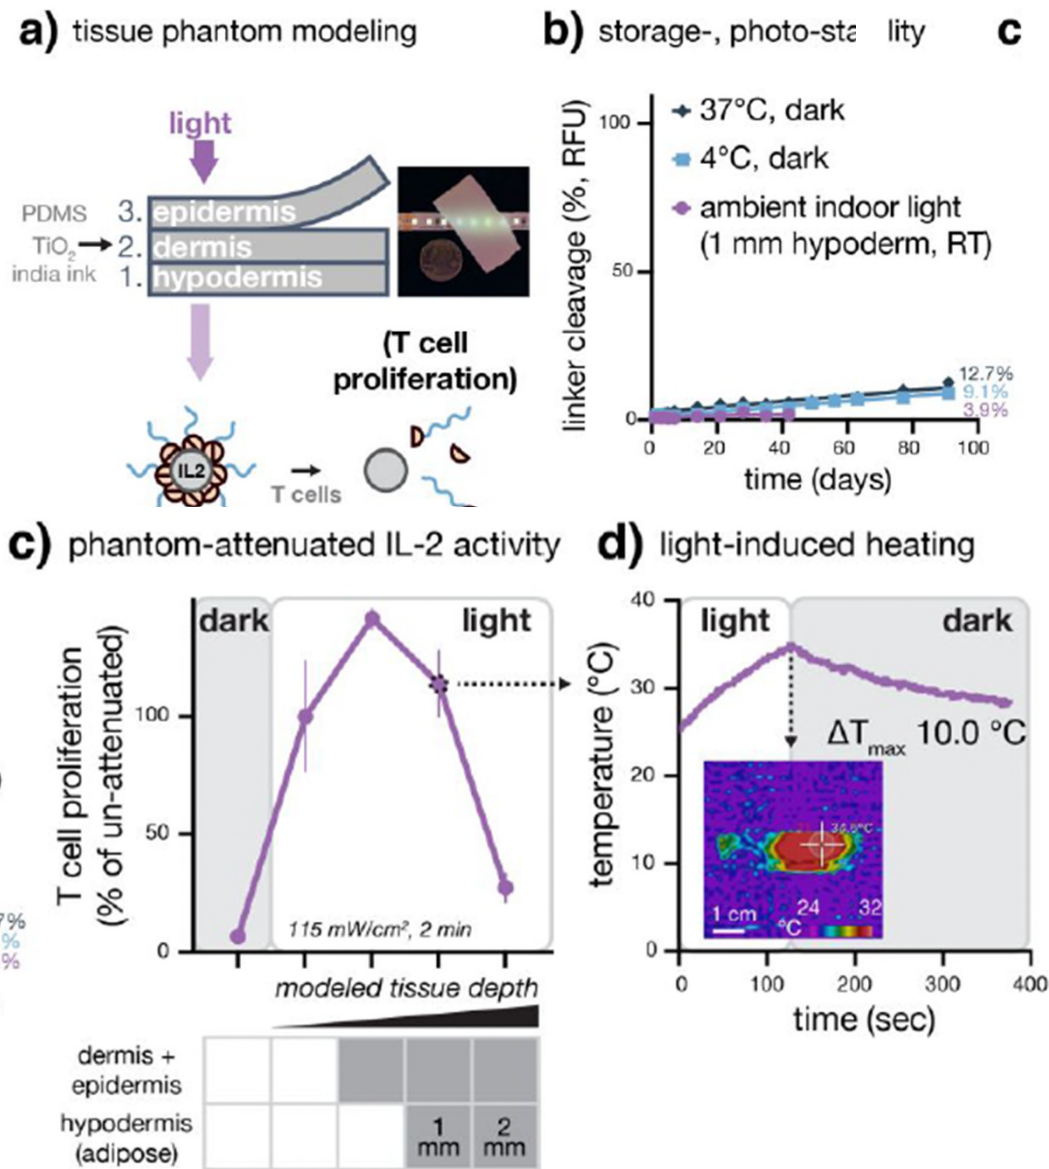 a) tissue phantom modeling
light
PDMS
TiO2
india ink
3. epidermis
2. dermis
1. hypodermis
(T cell
proliferation)
IL2
T cells
b) storage-, photo-sta lity
c
linker cleavage (%, RFU)
100
50
0
37°C, dark
4°C, dark
ambient indoor light
(1 mm hypoderm, RT)
12.7%
9.1%
3.9%
0 20 40 60 80 100
time (days)
c) phantom-attenuated IL-2 activity
T cell proliferation
(% of un-attenuated)
100
50
0
dark
light
115 mW/cm², 2 min
modeled tissue depth
dermis +
epidermis
hypodermis
(adipose)
1
mm
2
mm
7%
%
%
)
d) light-induced heating
temperature (°C)
40
30
20
10
0
light
dark
ΔTmax 10.0 °C
1 cm
°C
24
32
0 100 200 300 400
time (sec)